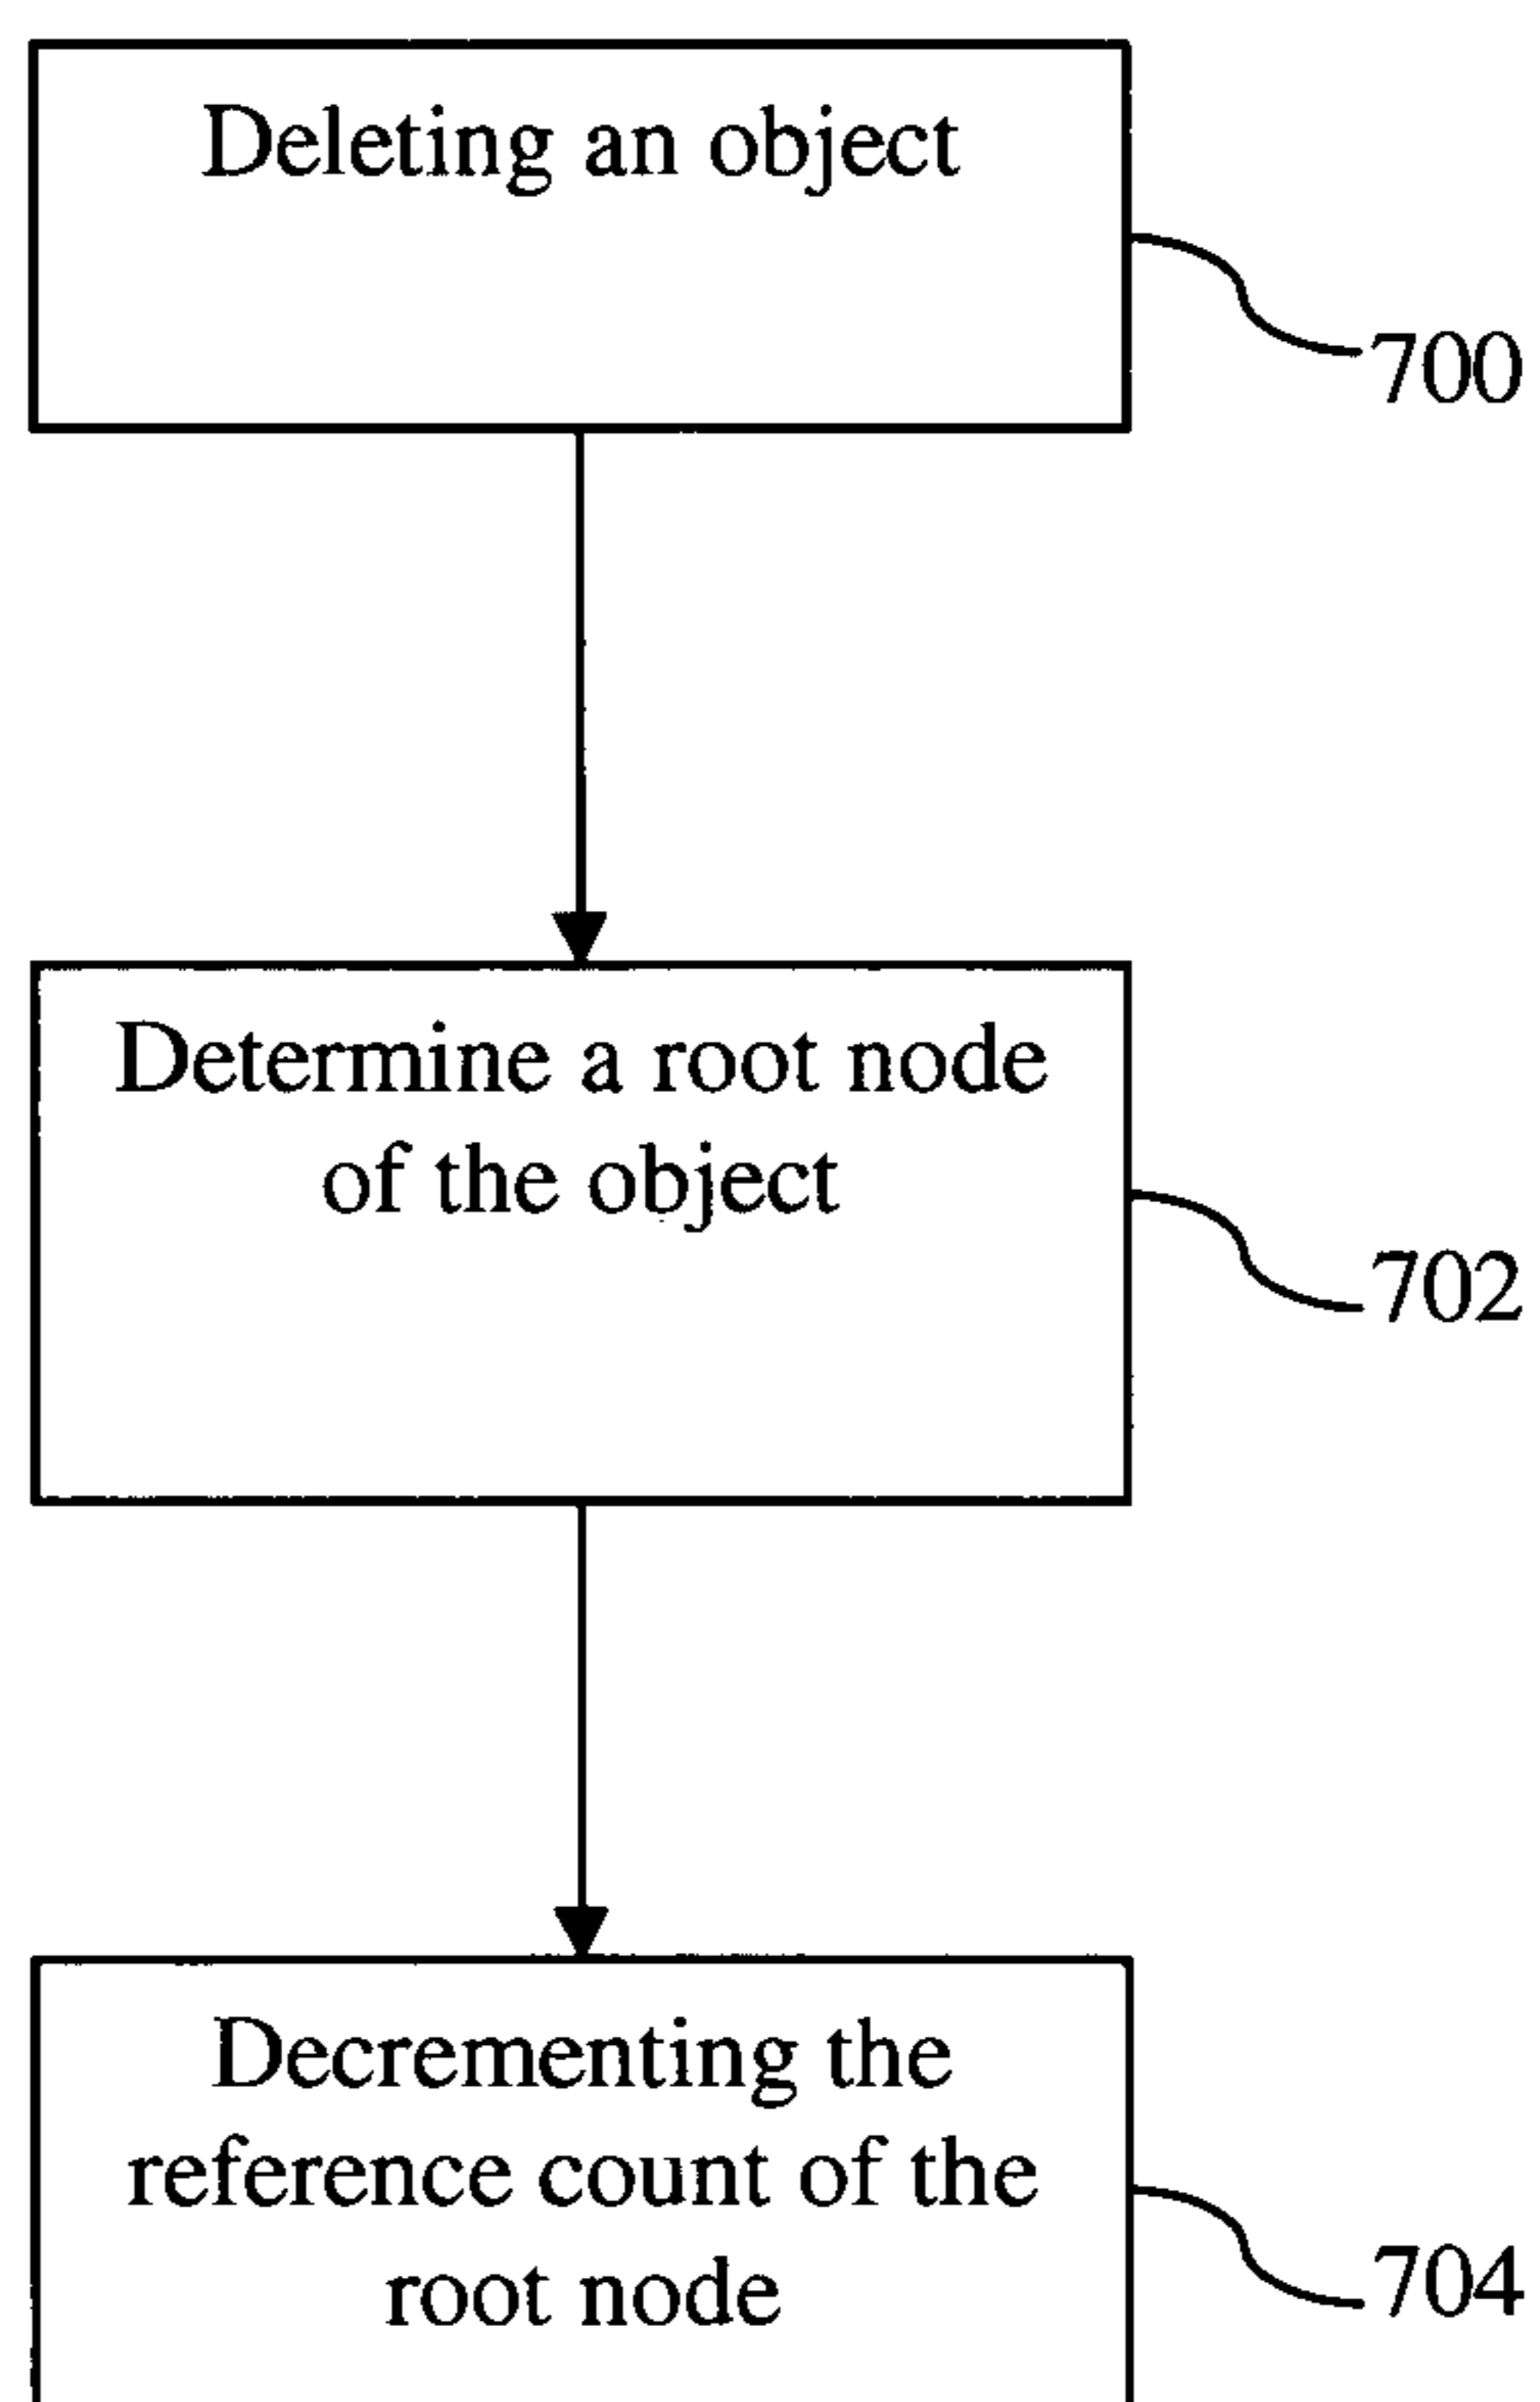 Deleting an object
700
Determine a root node
of the object
702
Decrementing the
reference count of the
root node
704